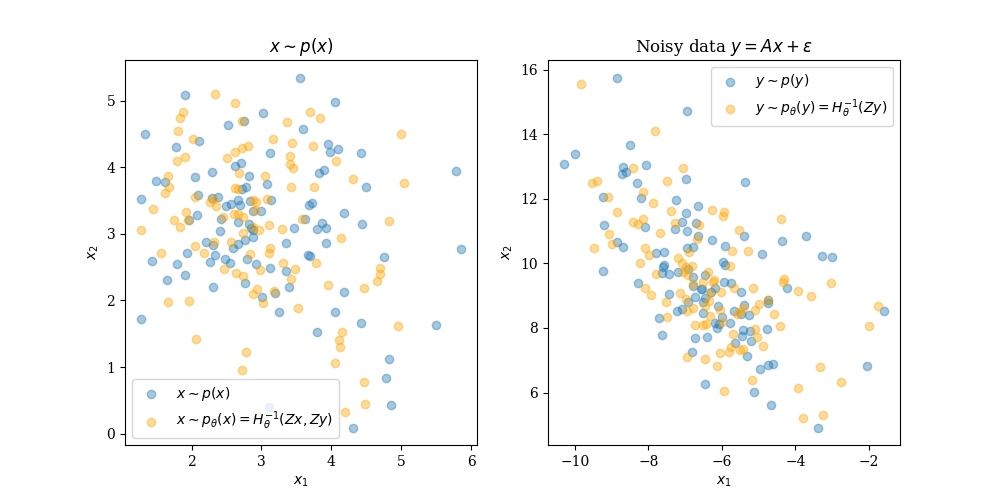 x ∼ p(x)
5
4
3
2
1
0
x₂
2
3
4
5
6
x₁
x ∼ p(x)
x ∼ p_θ(x) = H_θ^{-1}(Zx, Zy)
Noisy data y = Ax + ε
16
14
12
10
8
6
x₂
−10
−8
−6
−4
−2
x₁
y ∼ p(y)
y ∼ p_θ(y) = H_θ^{-1}(Zy)